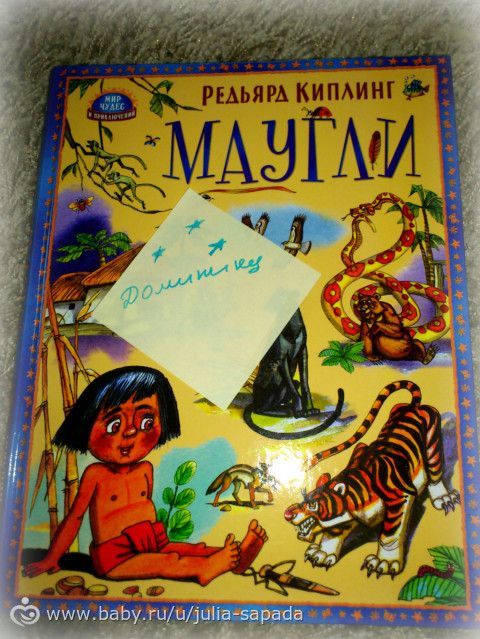 МИР
ЧУДЕС
И ПРИКЛЮЧЕНИЙ
РЕДЬЯРД КИПЛИНГ
МАУГЛИ
Доминику
www.baby.ru/u/julia-sapada